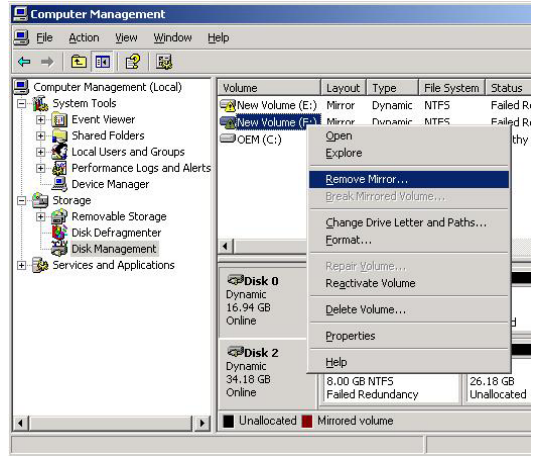 Computer Management
File Action View Window Help
Computer Management (Local)
System Tools
Event Viewer
Shared Folders
Local Users and Groups
Performance Logs and Alerts
Device Manager
Storage
Removable Storage
Disk Defragmenter
Disk Management
Services and Applications
Volume Layout Type File System Status
New Volume (E:) Mirror Dynamic NTFS Failed R
New Volume (F:) Mirror Dynamic NTFS Failed R
OEM (C:) thy
Open
Explore
Remove Mirror...
Break Mirrored Volume...
Change Drive Letter and Paths...
Format...
Repair Volume...
Reactivate Volume
Delete Volume...
Properties
Help
Disk 0
Dynamic
16.94 GB
Online
Disk 2
Dynamic
34.18 GB
Online
8.00 GB NTFS
Failed Redundancy
26.18 GB
Unallocated
Unallocated Mirrored volume